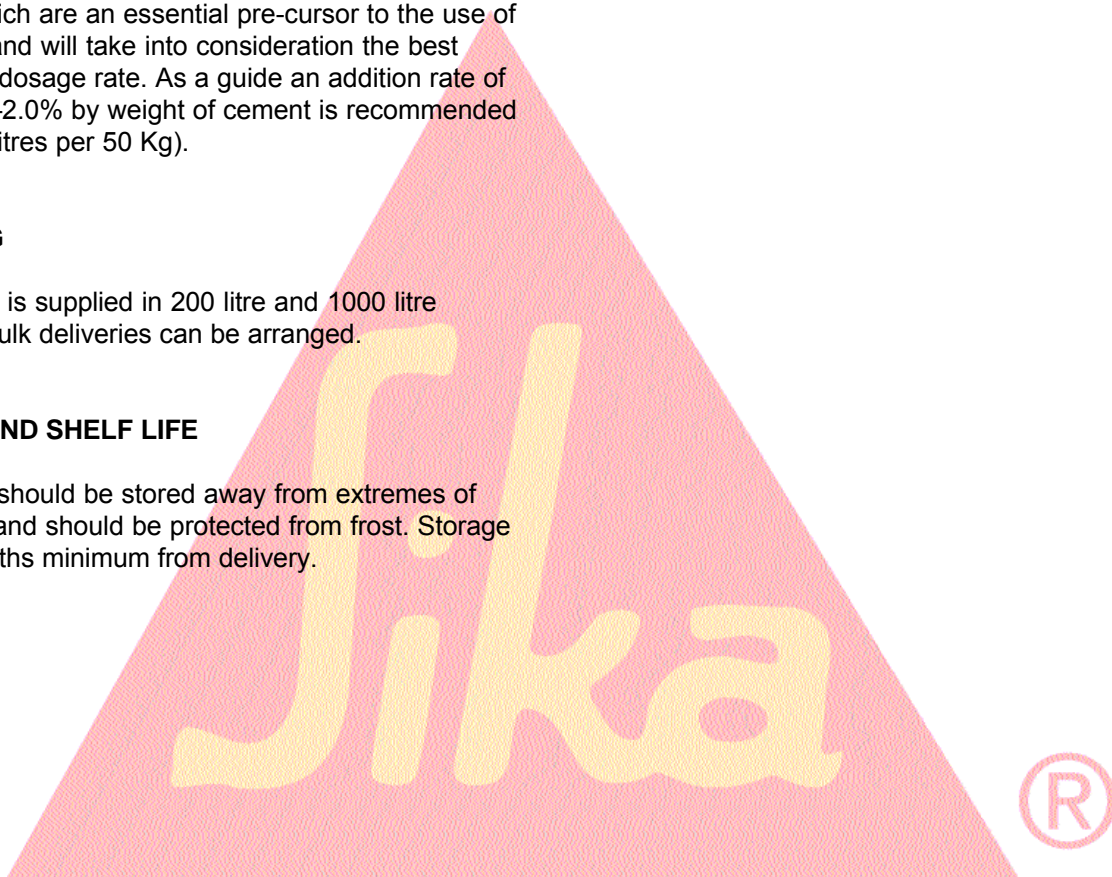 ich are an essential pre-cursor to the use of
and will take into consideration the best
dosage rate. As a guide an addition rate of
-2.0% by weight of cement is recommended
itres per 50 Kg).
G
is supplied in 200 litre and 1000 litre
ulk deliveries can be arranged.
ND SHELF LIFE
should be stored away from extremes of
and should be protected from frost. Storage
ths minimum from delivery.
Sika
®